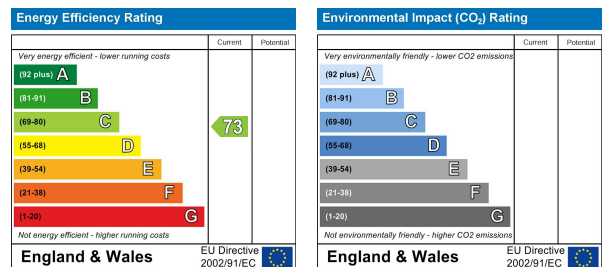 Energy Efficiency Rating
Current Potential
Very energy efficient - lower running costs
(92 plus) A
(81-91) B
(69-80) C
73
(55-68) D
(39-54) E
(21-38) F
(1-20) G
Not energy efficient - higher running costs
England & Wales
EU Directive
2002/91/EC
Environmental Impact (CO₂) Rating
Current Potential
Very environmentally friendly - lower CO2 emissions
(92 plus) A
(81-91) B
(69-80) C
(55-68) D
(39-54) E
(21-38) F
(1-20) G
Not environmentally friendly - higher CO2 emissions
England & Wales
EU Directive
2002/91/EC